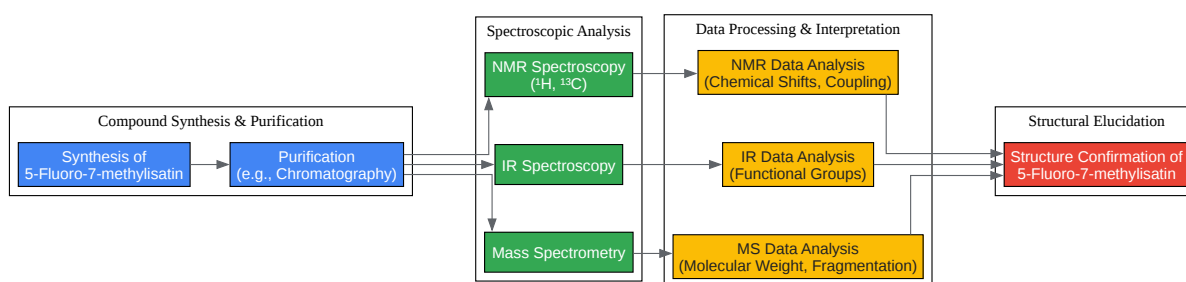 Compound Synthesis & Purification
Synthesis of
5-Fluoro-7-methylisatin
Purification
(e.g., Chromatography)
Spectroscopic Analysis
NMR Spectroscopy
(¹H, ¹³C)
IR Spectroscopy
Mass Spectrometry
Data Processing & Interpretation
NMR Data Analysis
(Chemical Shifts, Coupling)
IR Data Analysis
(Functional Groups)
MS Data Analysis
(Molecular Weight, Fragmentation)
Structural Elucidation
Structure Confirmation of
5-Fluoro-7-methylisatin